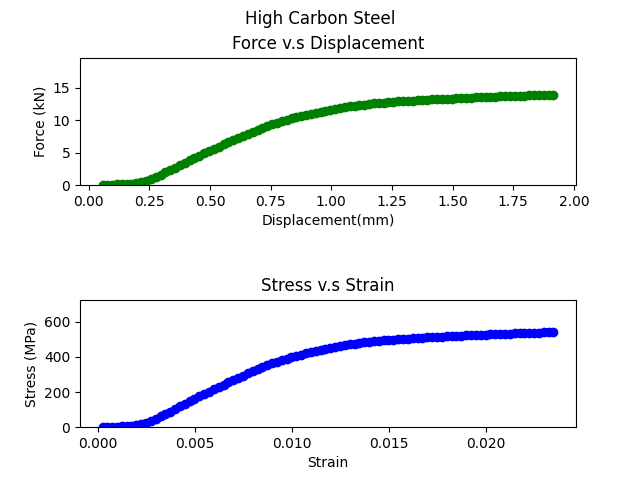 High Carbon Steel
Force v.s Displacement
15
10
5
0
Force (kN)
0.00 0.25 0.50 0.75 1.00 1.25 1.50 1.75 2.00
Displacement(mm)
Stress v.s Strain
600
400
200
0
Stress (MPa)
0.000 0.005 0.010 0.015 0.020
Strain